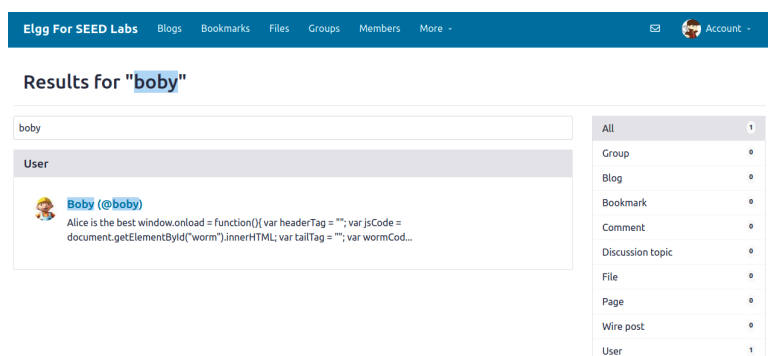 Elgg For SEED Labs Blogs Bookmarks Files Groups Members More Account
Results for "boby"
boby
User
Boby (@boby)
Alice is the best window.onload = function(){ var headerTag = ""; var jsCode =
document.getElementById("worm").innerHTML; var tailTag = ""; var wormCod...
All 1
Group 0
Blog 0
Bookmark 0
Comment 0
Discussion topic 0
File 0
Page 0
Wire post 0
User 1